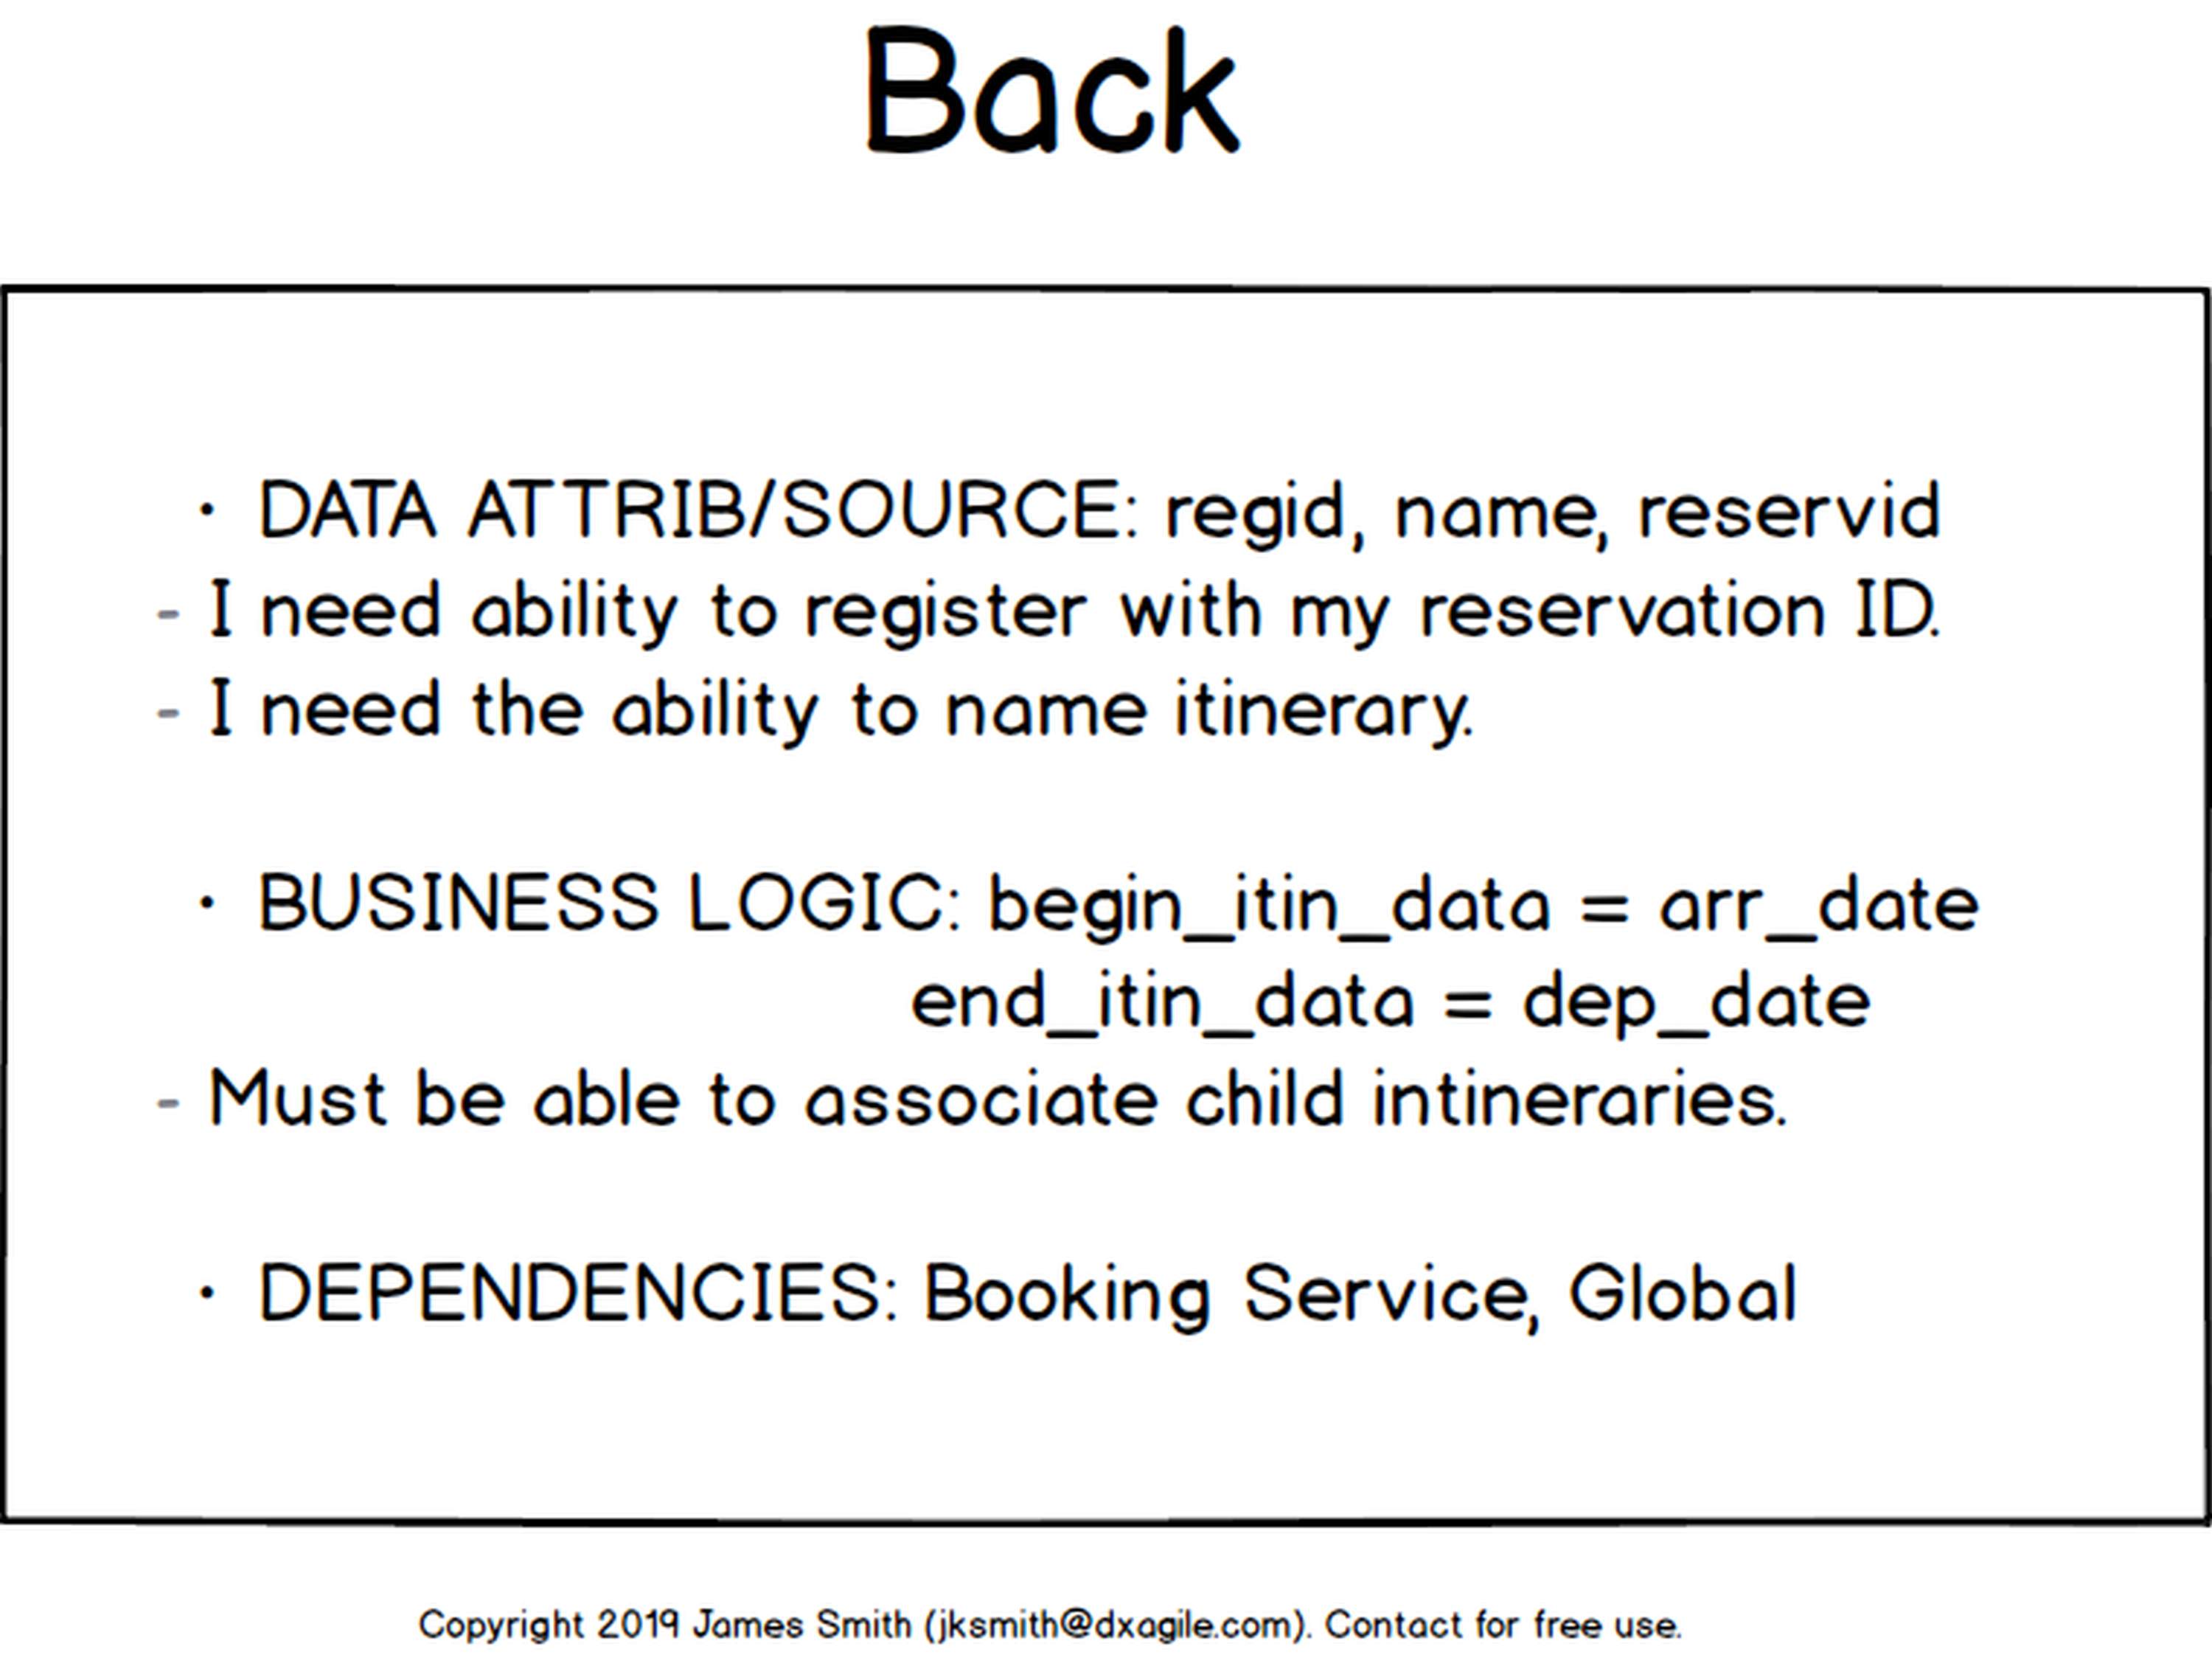 Back
· DATA ATTRIB/SOURCE: regid, name, reservid
- I need ability to register with my reservation ID.
- I need the ability to name itinerary.
· BUSINESS LOGIC: begin_itin_data = arr_date
end_itin_data = dep_date
- Must be able to associate child intineraries.
· DEPENDENCIES: Booking Service, Global
Copyright 2019 James Smith (jksmith@dxagile.com). Contact for free use.